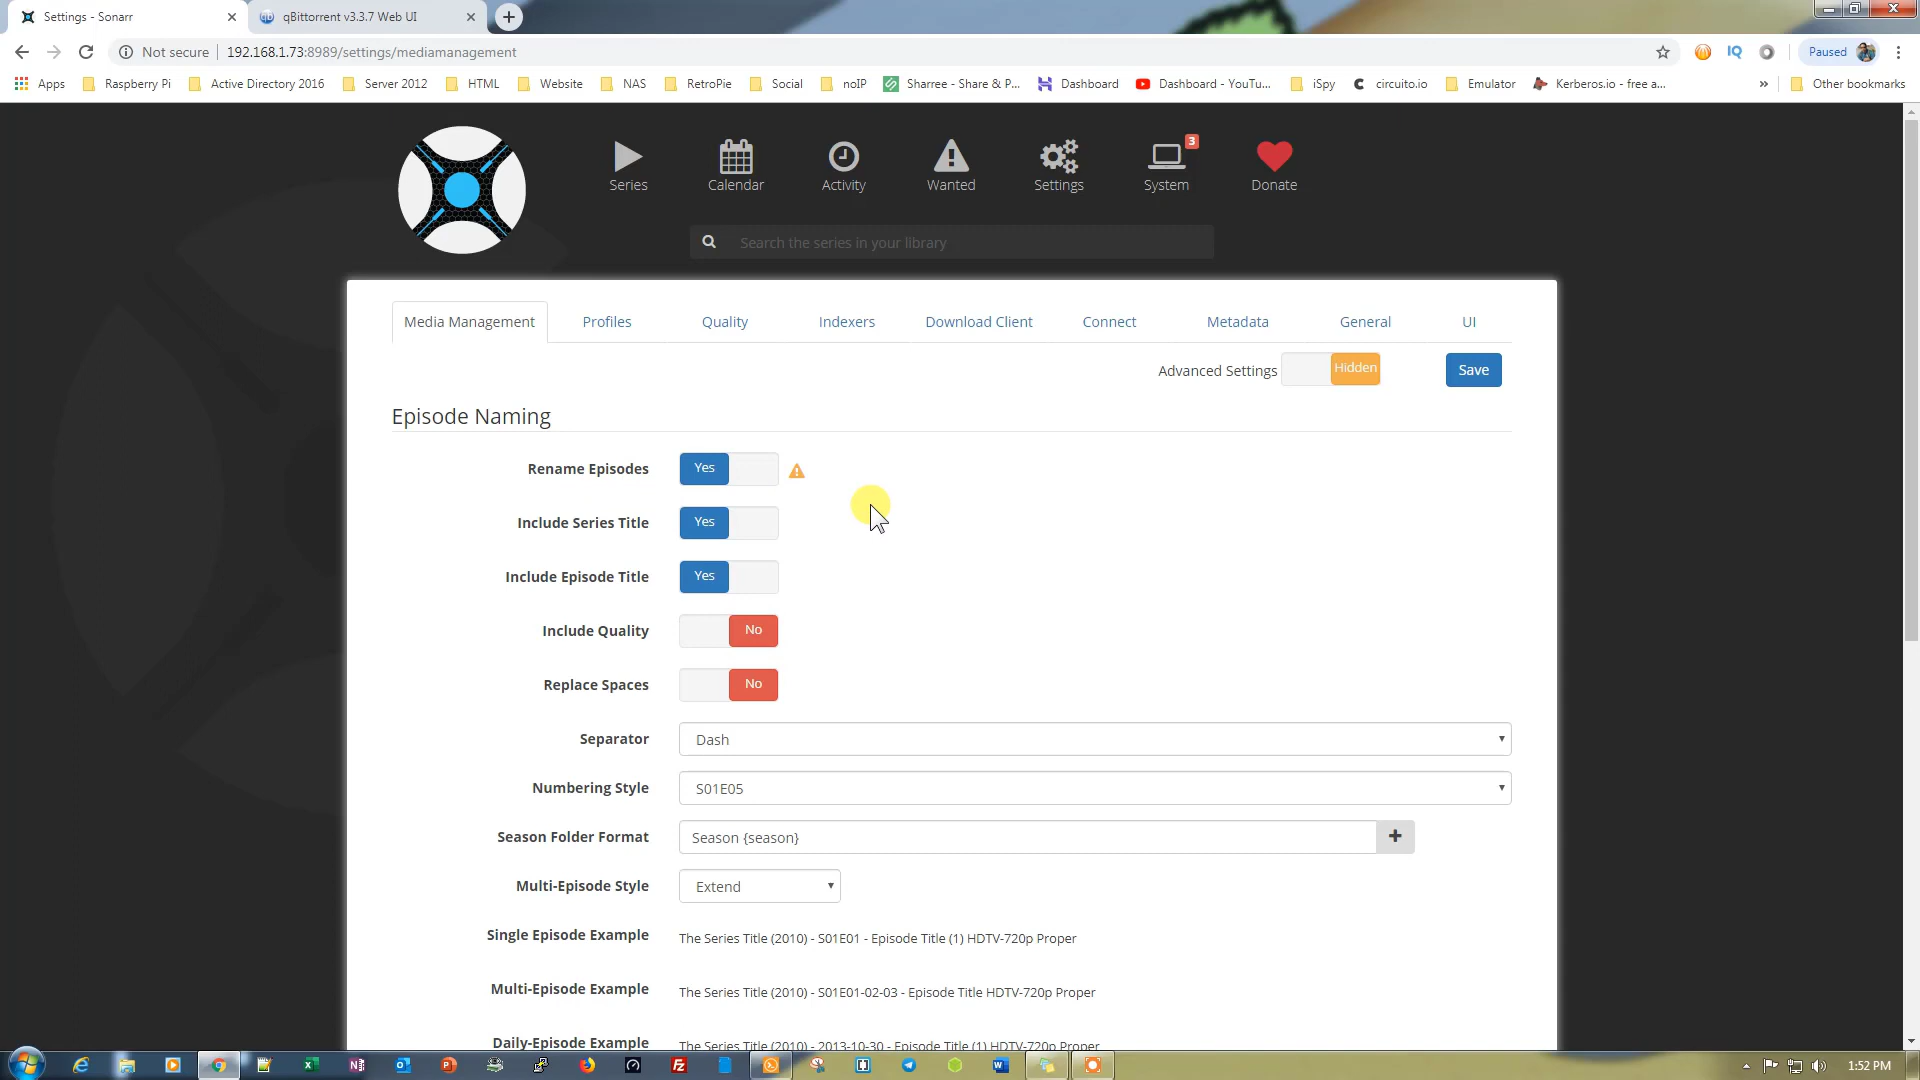 Settings - Sonarr
qBittorrent v3.3.7 Web UI
Not secure
192.168.1.73:8989/settings/mediamanagement
IQ
Paused
Apps Raspberry Pi Active Directory 2016 Server 2012 HTML Website NAS RetroPie Social noIP Sharree - Share & P... Dashboard Dashboard - YouTu... iSpy circuito.io Emulator Kerberos.io - free a... » Other bookmarks
3
Series Calendar Activity Wanted Settings System Donate
Search the series in your library
Media Management Profiles Quality Indexers Download Client Connect Metadata General UI
Advanced Settings Hidden Save
Episode Naming
Rename Episodes Yes
Include Series Title Yes
Include Episode Title Yes
Include Quality No
Replace Spaces No
Separator Dash
Numbering Style S01E05
Season Folder Format Season {season}
Multi-Episode Style Extend
Single Episode Example The Series Title (2010) - S01E01 - Episode Title (1) HDTV-720p Proper
Multi-Episode Example The Series Title (2010) - S01E01-02-03 - Episode Title HDTV-720p Proper
Daily-Episode Example The Series Title (2010) - 2013-10-30 - Episode Title (1) HDTV-720p Proper
1:52 PM